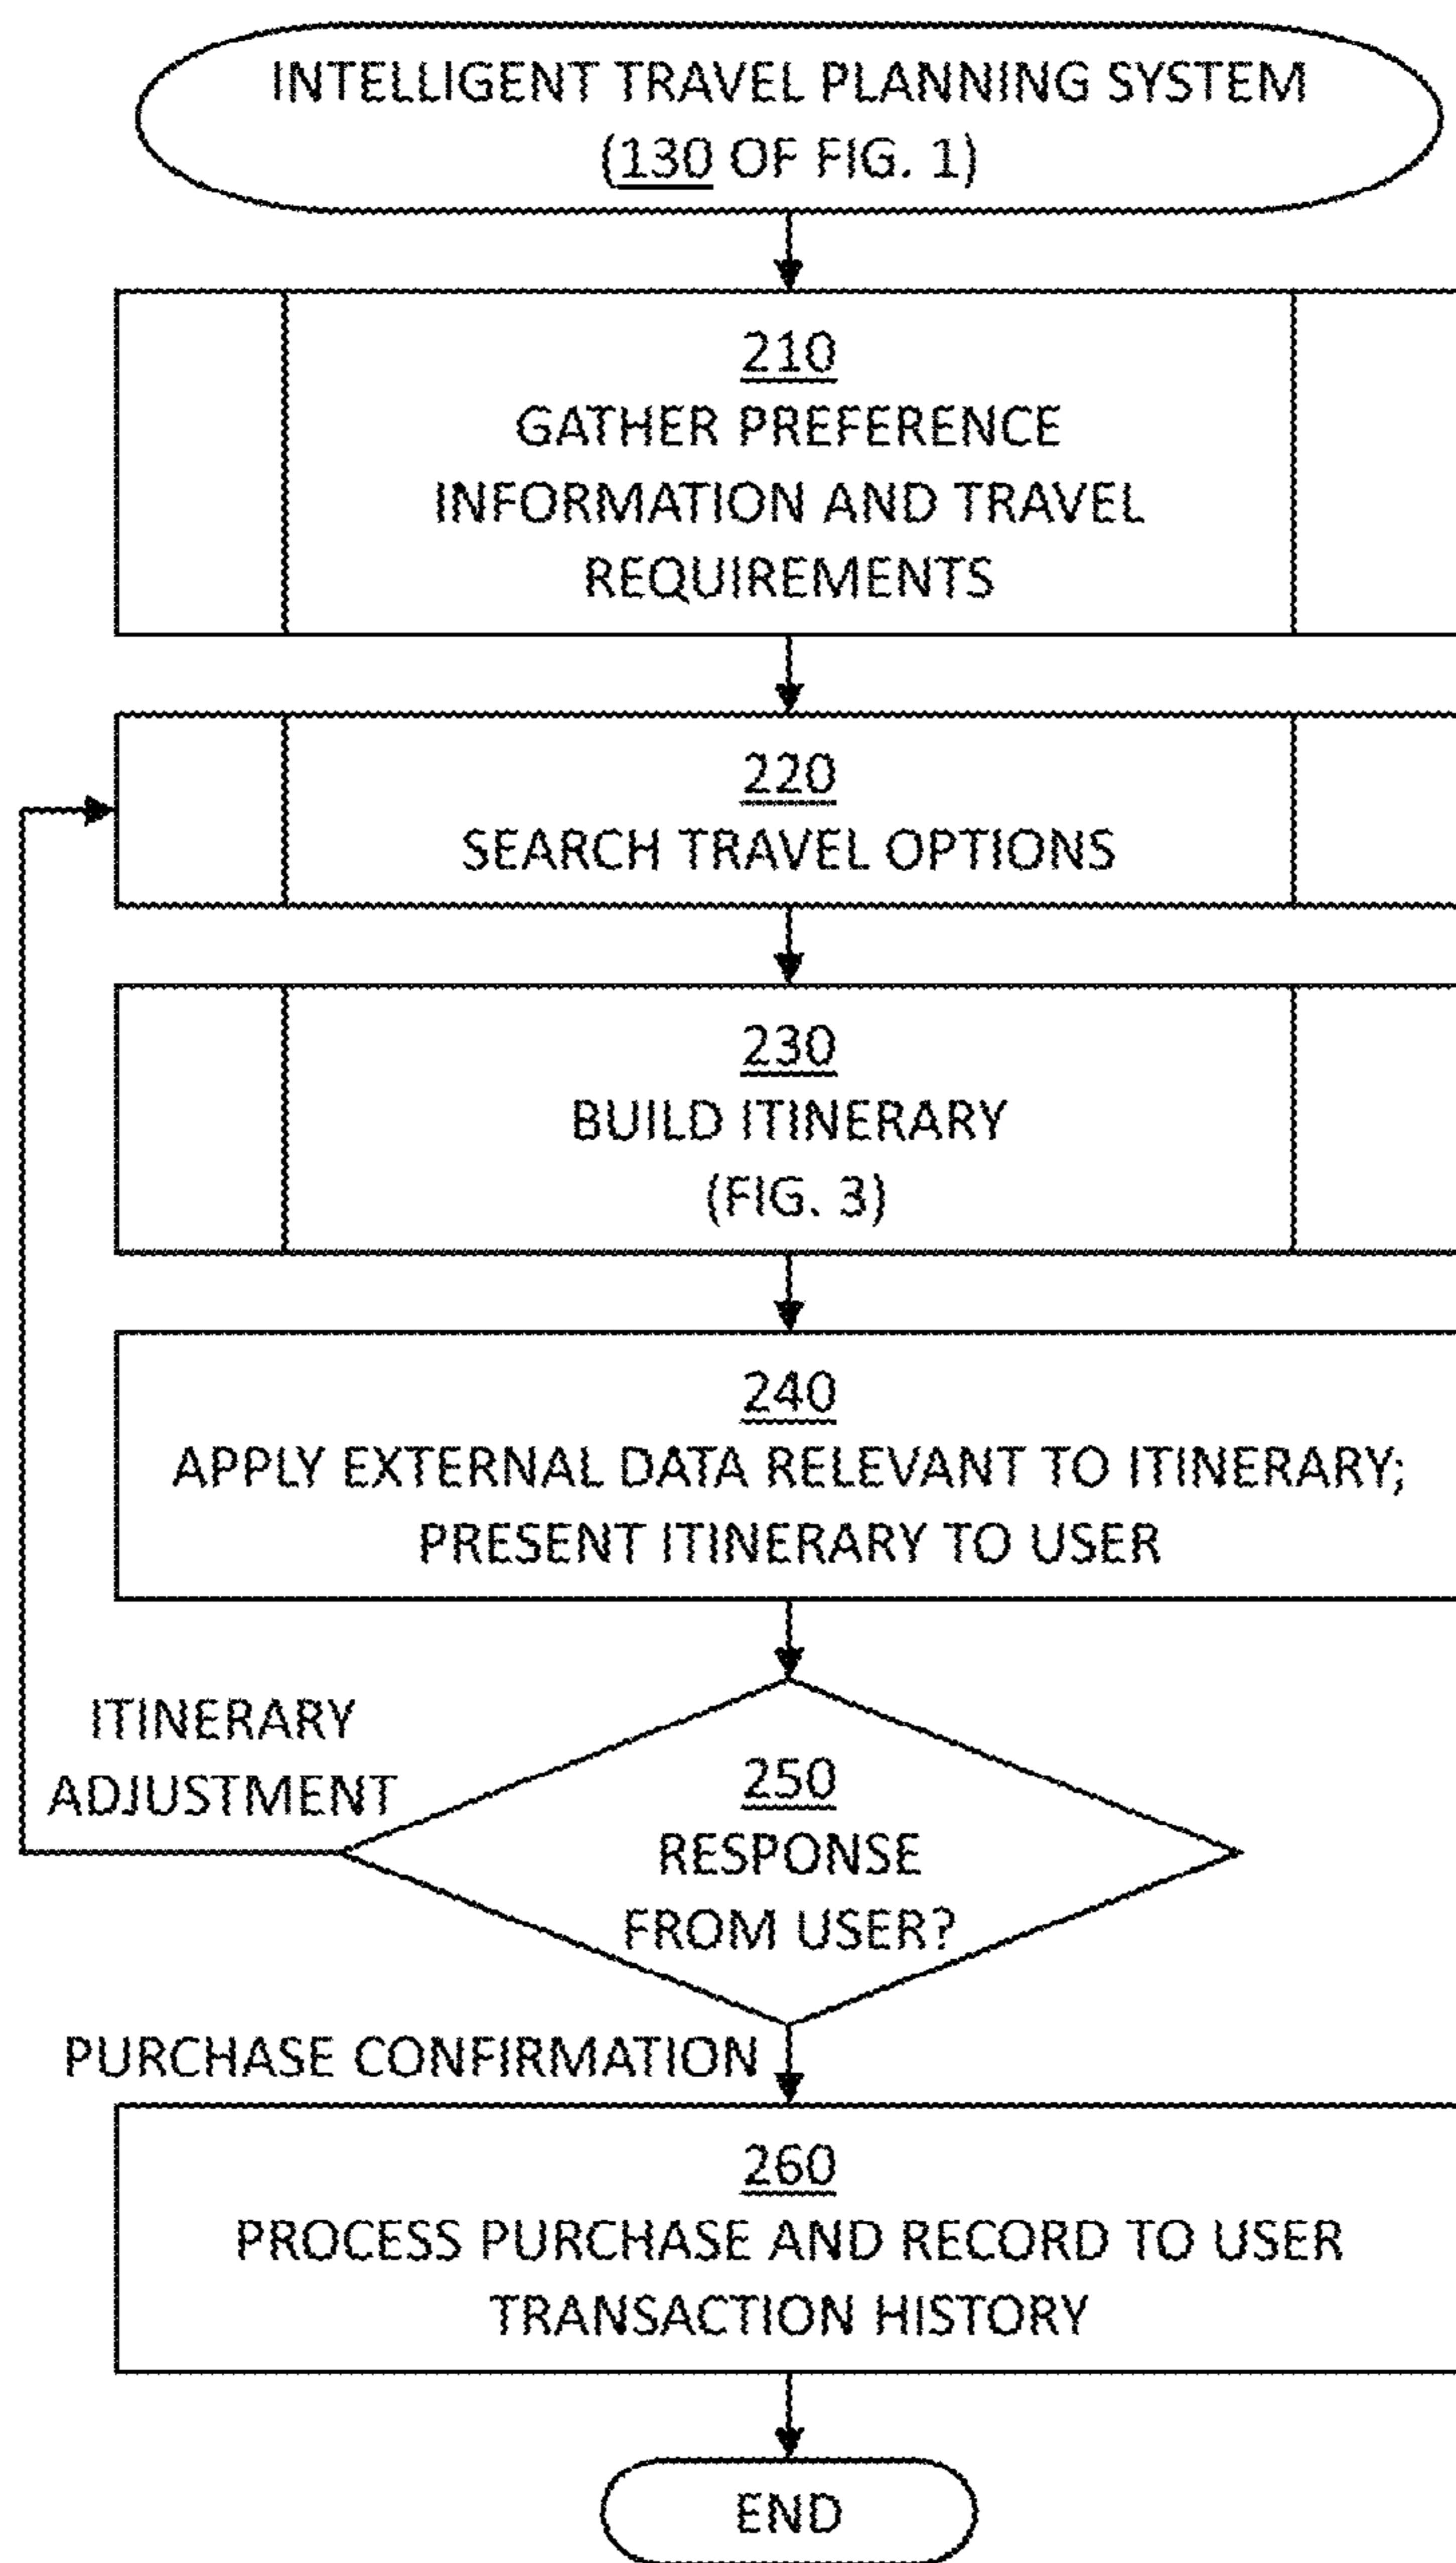 INTELLIGENT TRAVEL PLANNING SYSTEM
(130 OF FIG. 1)
210
GATHER PREFERENCE
INFORMATION AND TRAVEL
REQUIREMENTS
220
SEARCH TRAVEL OPTIONS
230
BUILD ITINERARY
(FIG. 3)
240
APPLY EXTERNAL DATA RELEVANT TO ITINERARY;
PRESENT ITINERARY TO USER
ITINERARY
ADJUSTMENT
250
RESPONSE
FROM USER?
PURCHASE CONFIRMATION
260
PROCESS PURCHASE AND RECORD TO USER
TRANSACTION HISTORY
END